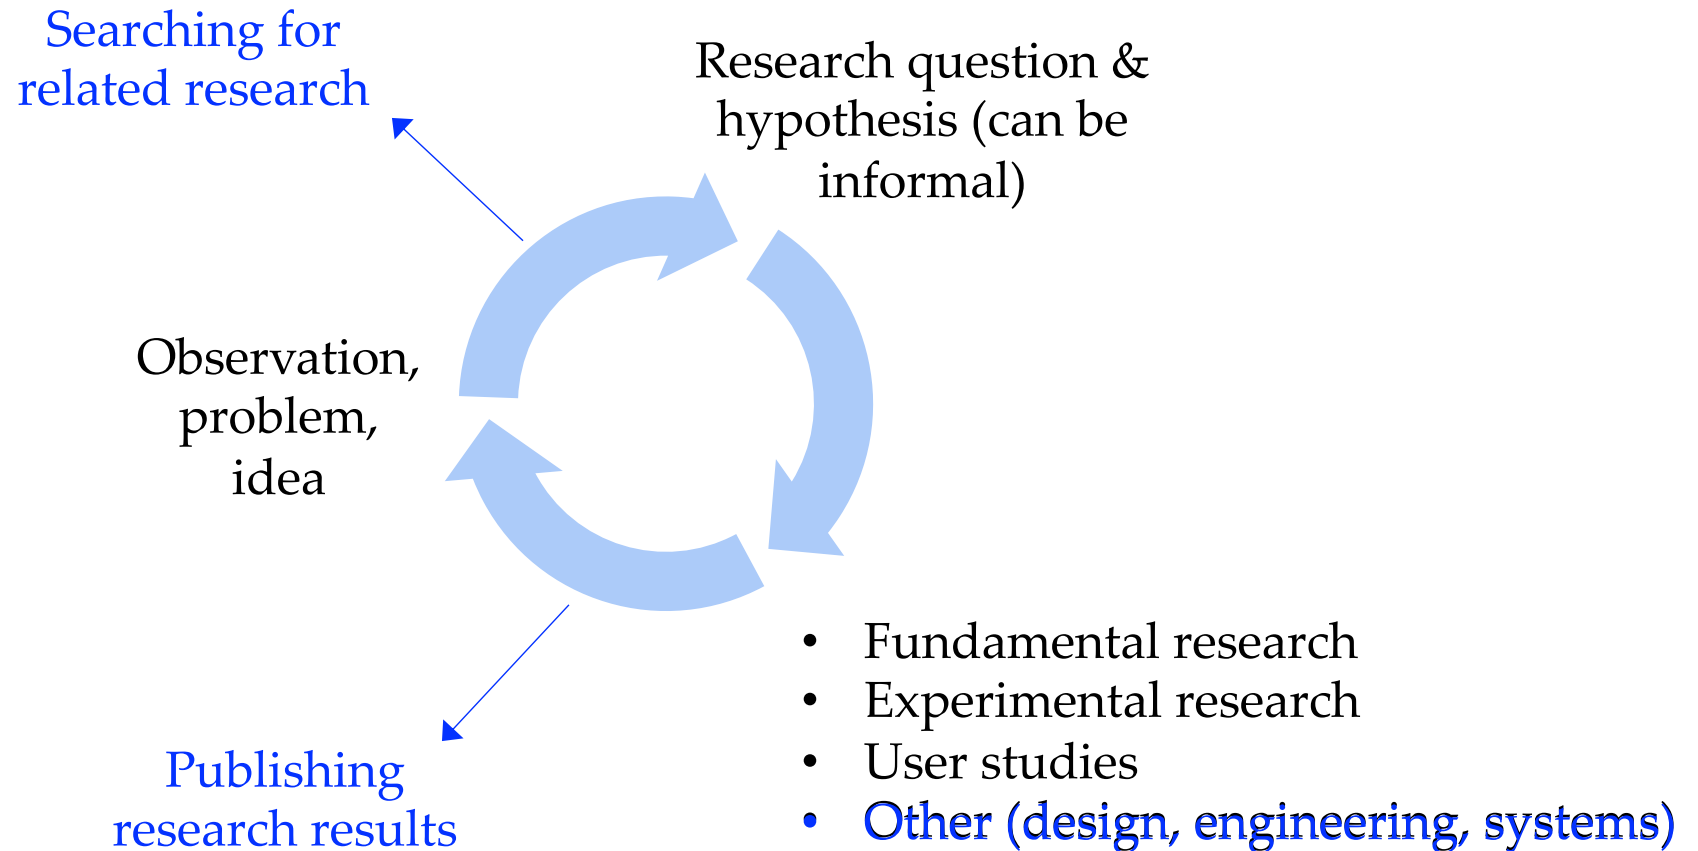 Searching for
related research
Research question &
hypothesis (can be
informal)
Observation,
problem,
idea
• Fundamental research
• Experimental research
• User studies
• Other (design, engineering, systems)
Publishing
research results